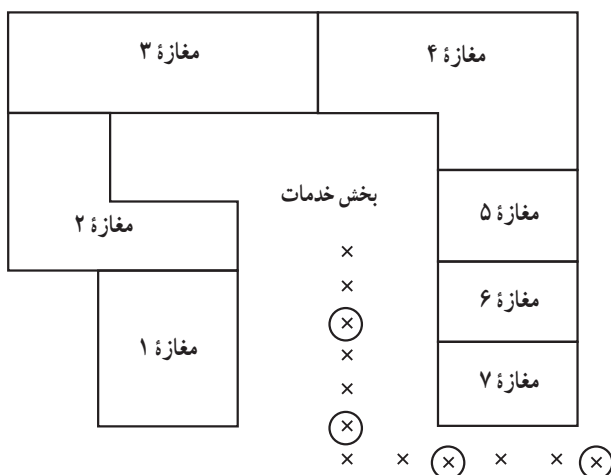 مغازهٔ ۳
مغازهٔ ۴
بخش خدمات
مغازهٔ ۵
مغازهٔ ۲
مغازهٔ ۶
مغازهٔ ۱
مغازهٔ ۷